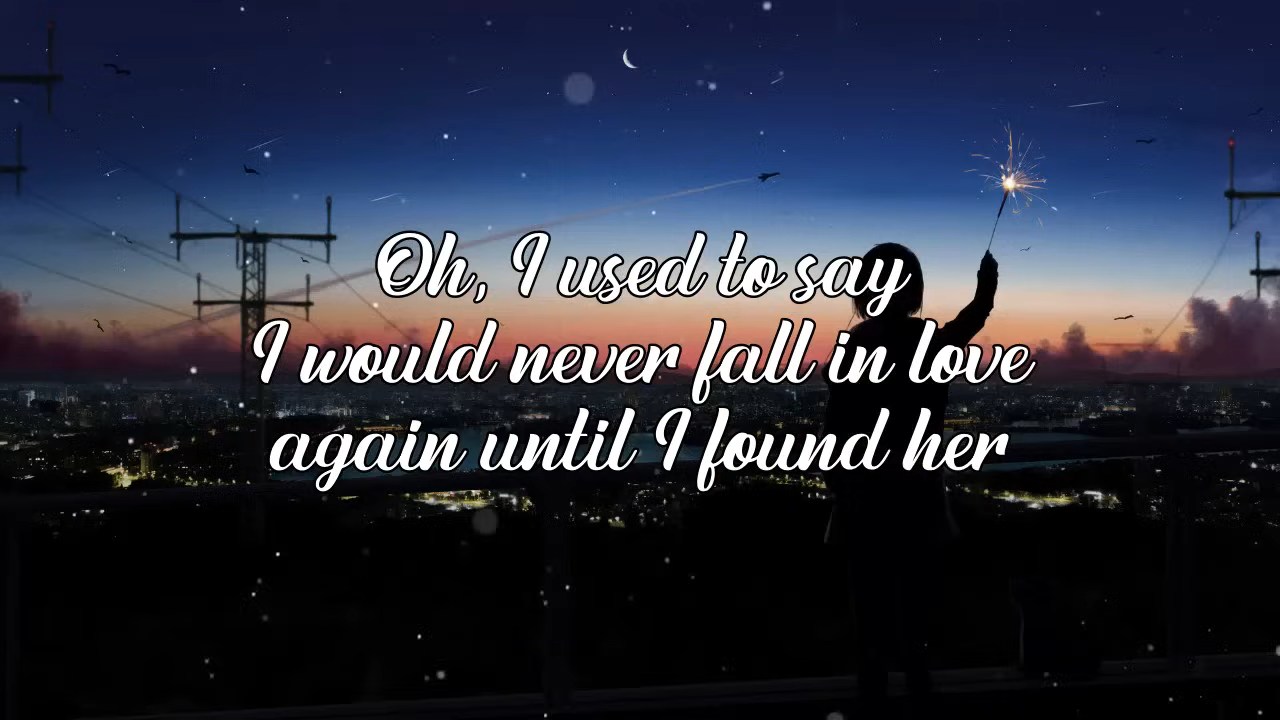 Oh, I used to say
I would never fall in love
again until I found her